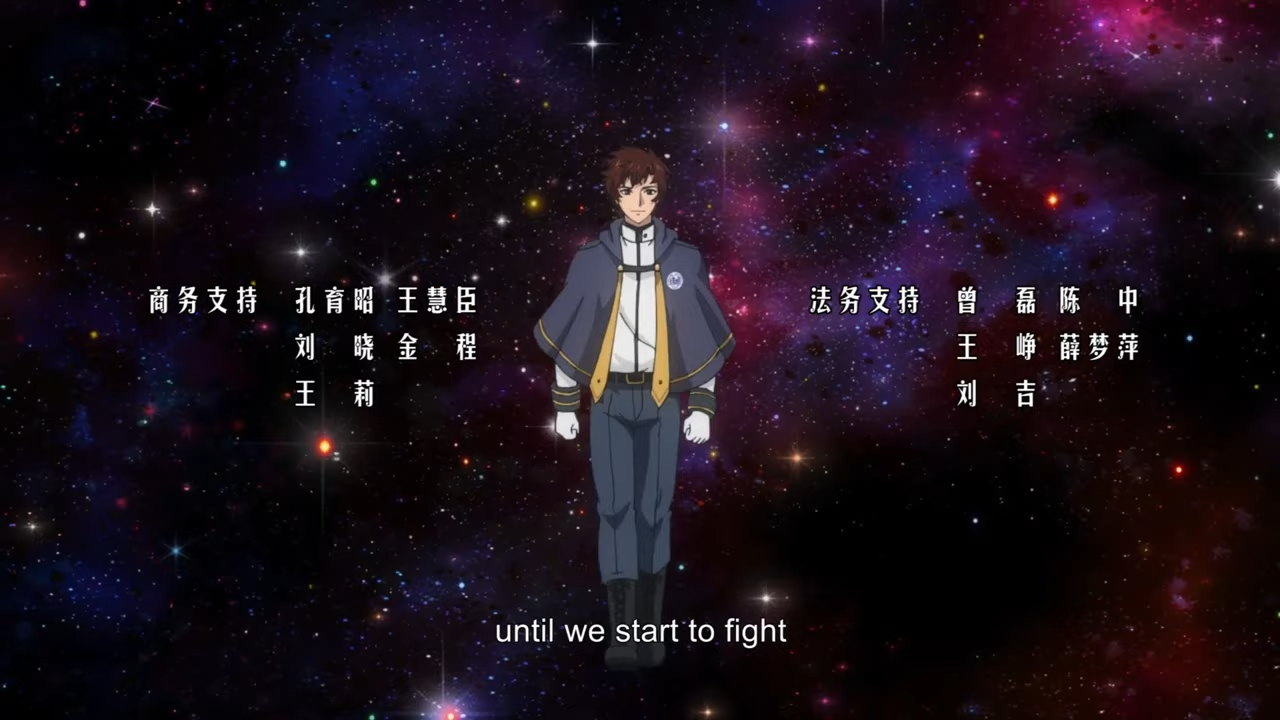 商务支持 孔育昭 王慧臣
刘 晓 金 程
王 莉
法务支持 曾 磊 陈 中
王 峥 薛梦萍
刘 吉
until we start to fight